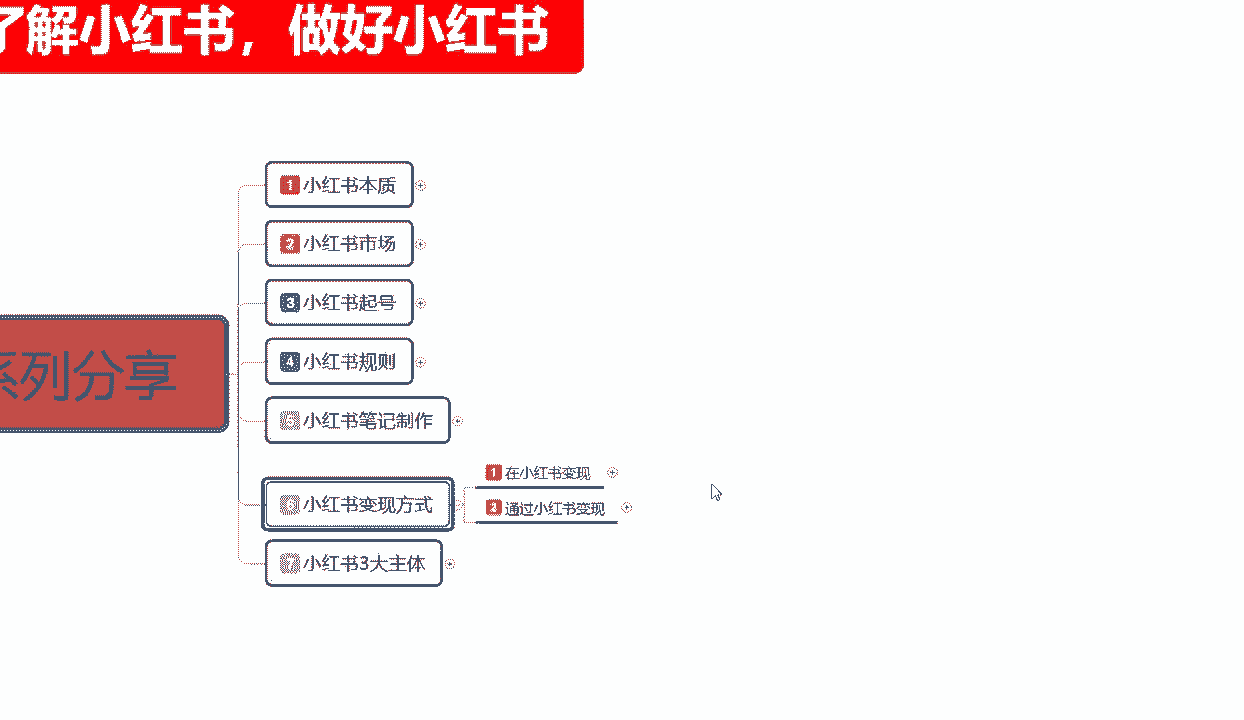 了解小红书，做好小红书
1 小红书本质
2 小红书市场
3 小红书起号
4 小红书规则
5 小红书笔记制作
1 在小红书变现
系列分享
6 小红书变现方式
2 通过小红书变现
7 小红书3大主体